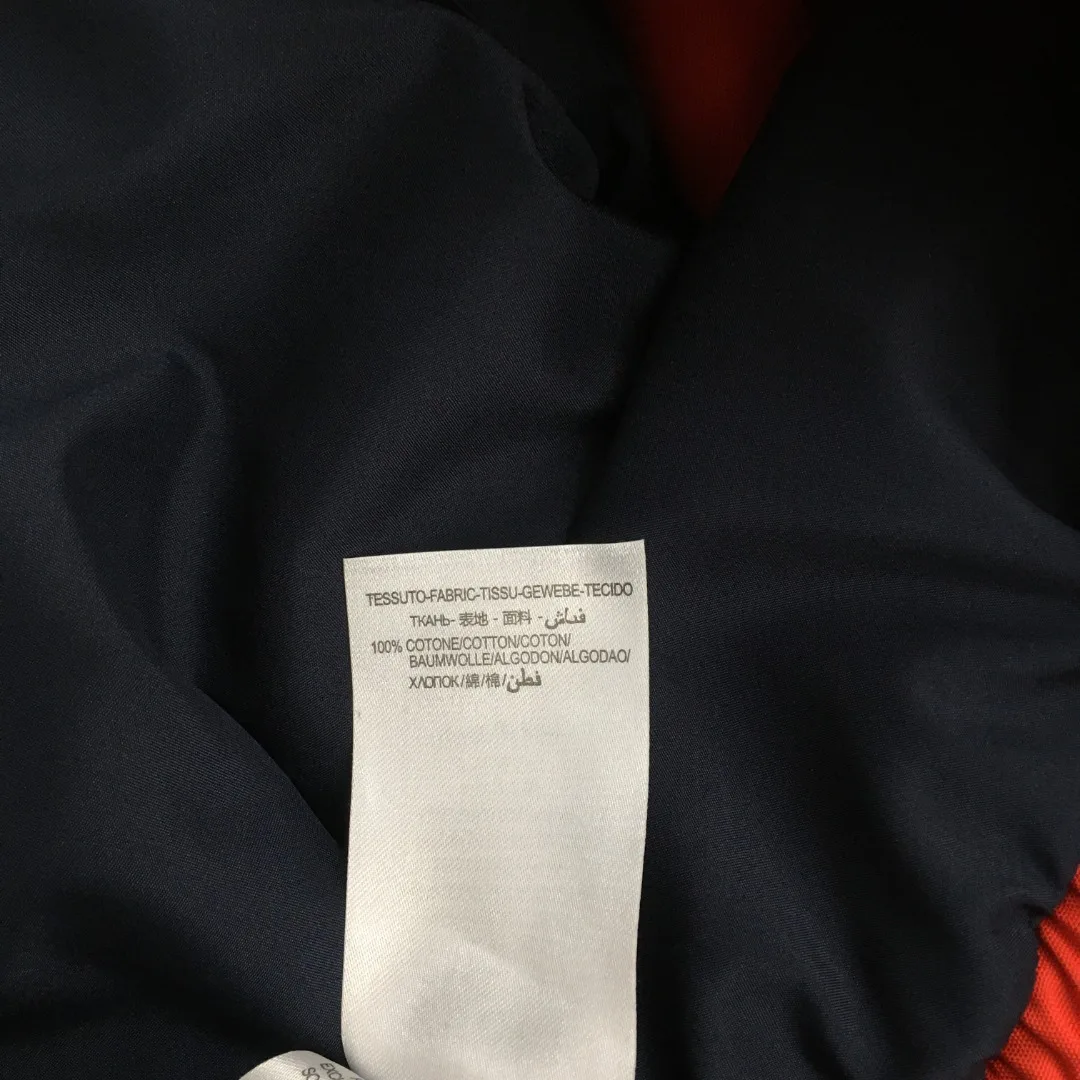 TESSUTO-FABRIC-TISSU-GEWEBE-TECIDO
ТКАНЬ- 表地 - 面料 -قماش
100% COTONE/COTTON/COTON/
BAUMWOLLE/ALGODON/ALGODAO/
ХЛОПОК/綿/棉/قطن